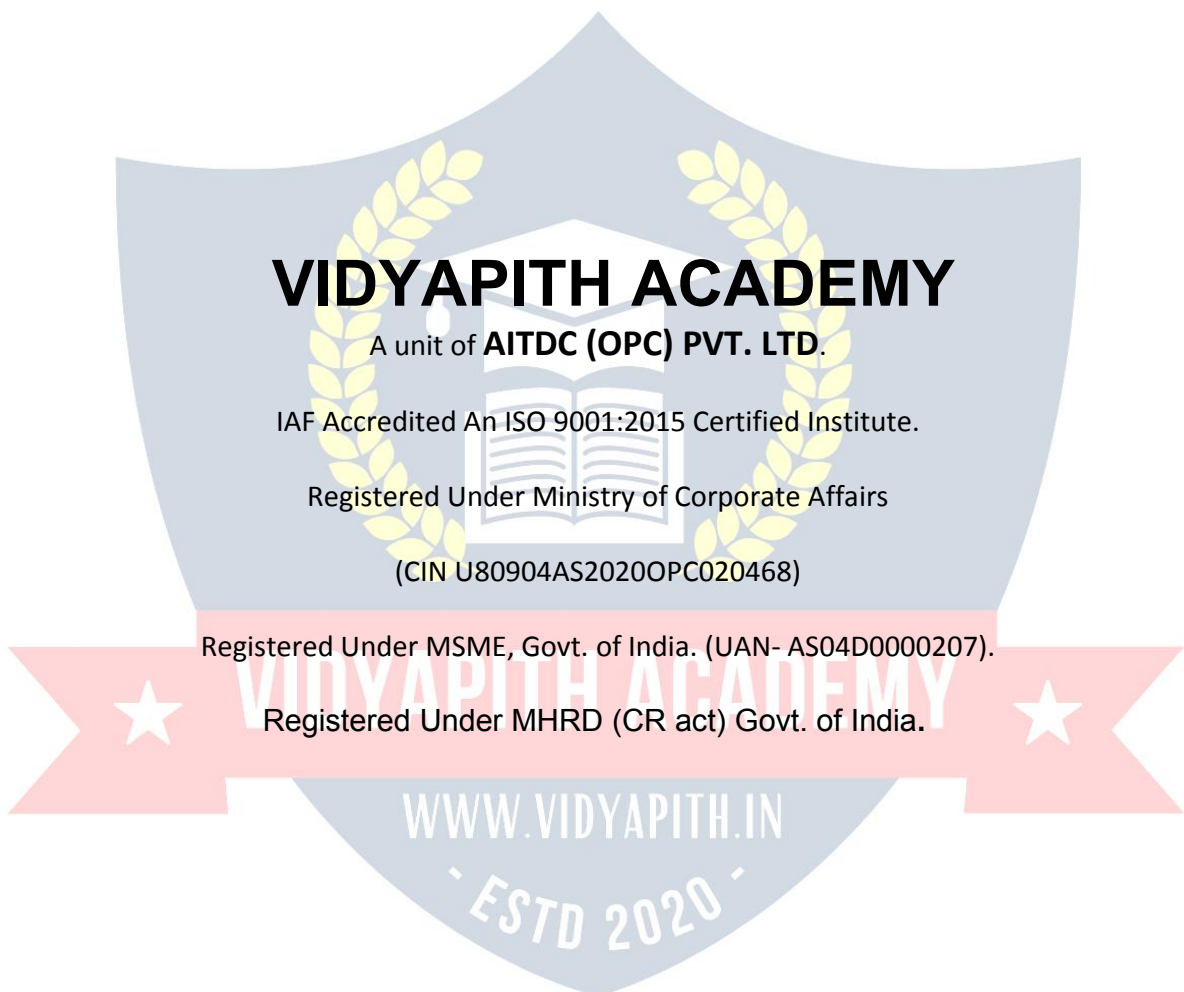 VIDYAPITH ACADEMY
A unit of AITDC (OPC) PVT. LTD.
IAF Accredited An ISO 9001:2015 Certified Institute.
Registered Under Ministry of Corporate Affairs
(CIN U80904AS2020OPC020468)
Registered Under MSME, Govt. of India. (UAN- AS04D0000207).
VIDYAPITH ACADEMY
Registered Under MHRD (CR act) Govt. of India.
WWW.VIDYAPITH.IN
- ESTD 2020 -